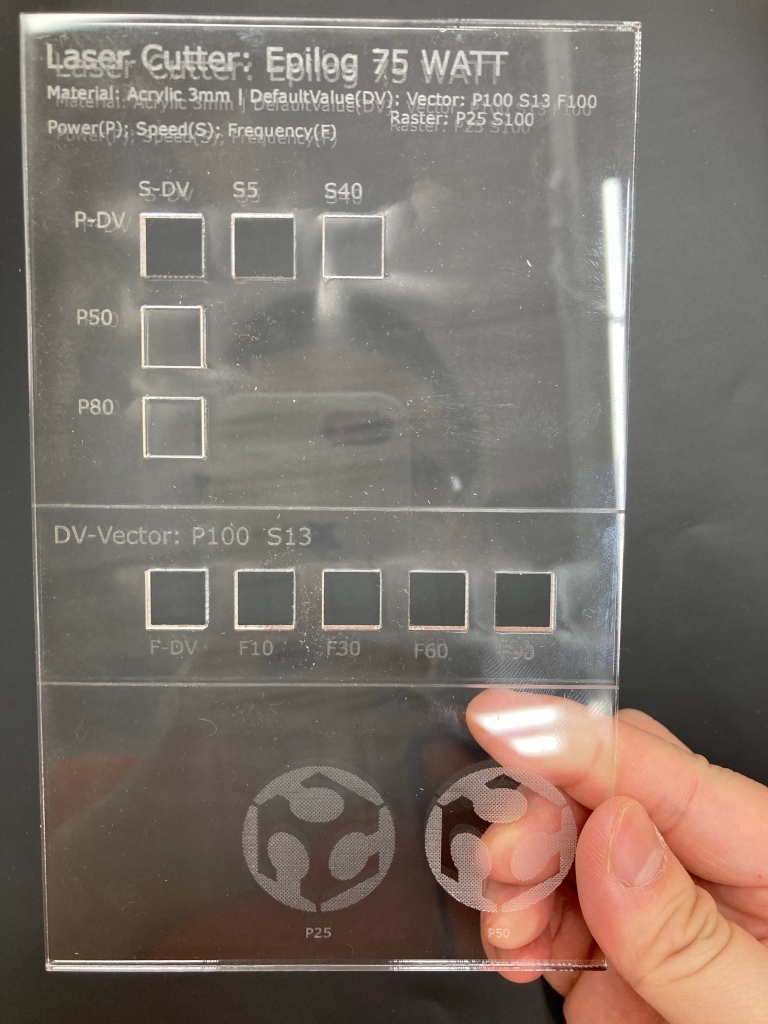 Laser Cutter: Epilog 75 WATT
Material: Acrylic 3mm | DefaultValue(DV): Vector: P100 S13 F100
Raster: P25 S100
Power(P); Speed(S); Frequency(F)
S-DV S5 S40
P-DV
P50
P80
DV-Vector: P100 S13
F-DV F10 F30 F60 F90
P25 P50